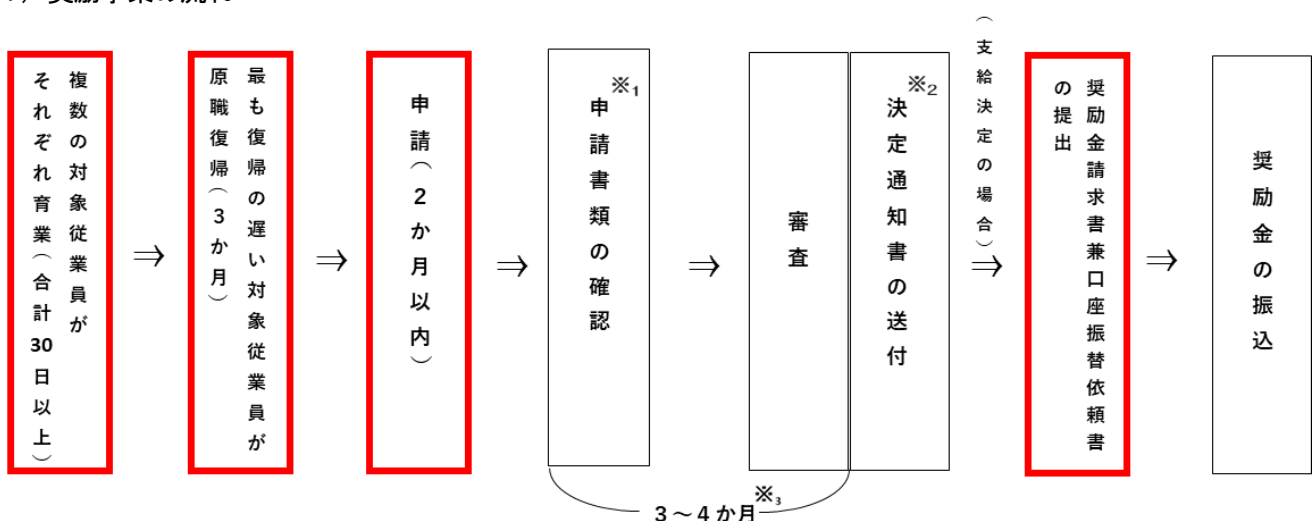 複数の対象従業員が
それぞれ育業(合計30日以上)
⇒
最も復帰の遅い対象従業員が
原職復帰(3か月)
⇒
申請(2か月以内)
⇒
※1
申請書類の確認
⇒
審査
※2
決定通知書の送付
(支給決定の場合)
⇒
奨励金請求書兼口座振替依頼書
の提出
⇒
奨励金の振込
※3
3~4か月